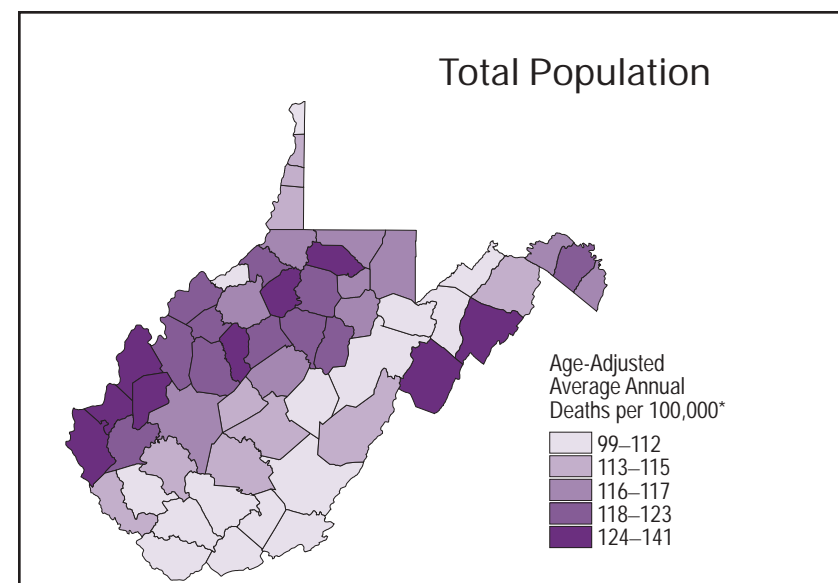 Total Population
Age-Adjusted
Average Annual
Deaths per 100,000*
99–112
113–115
116–117
118–123
124–141